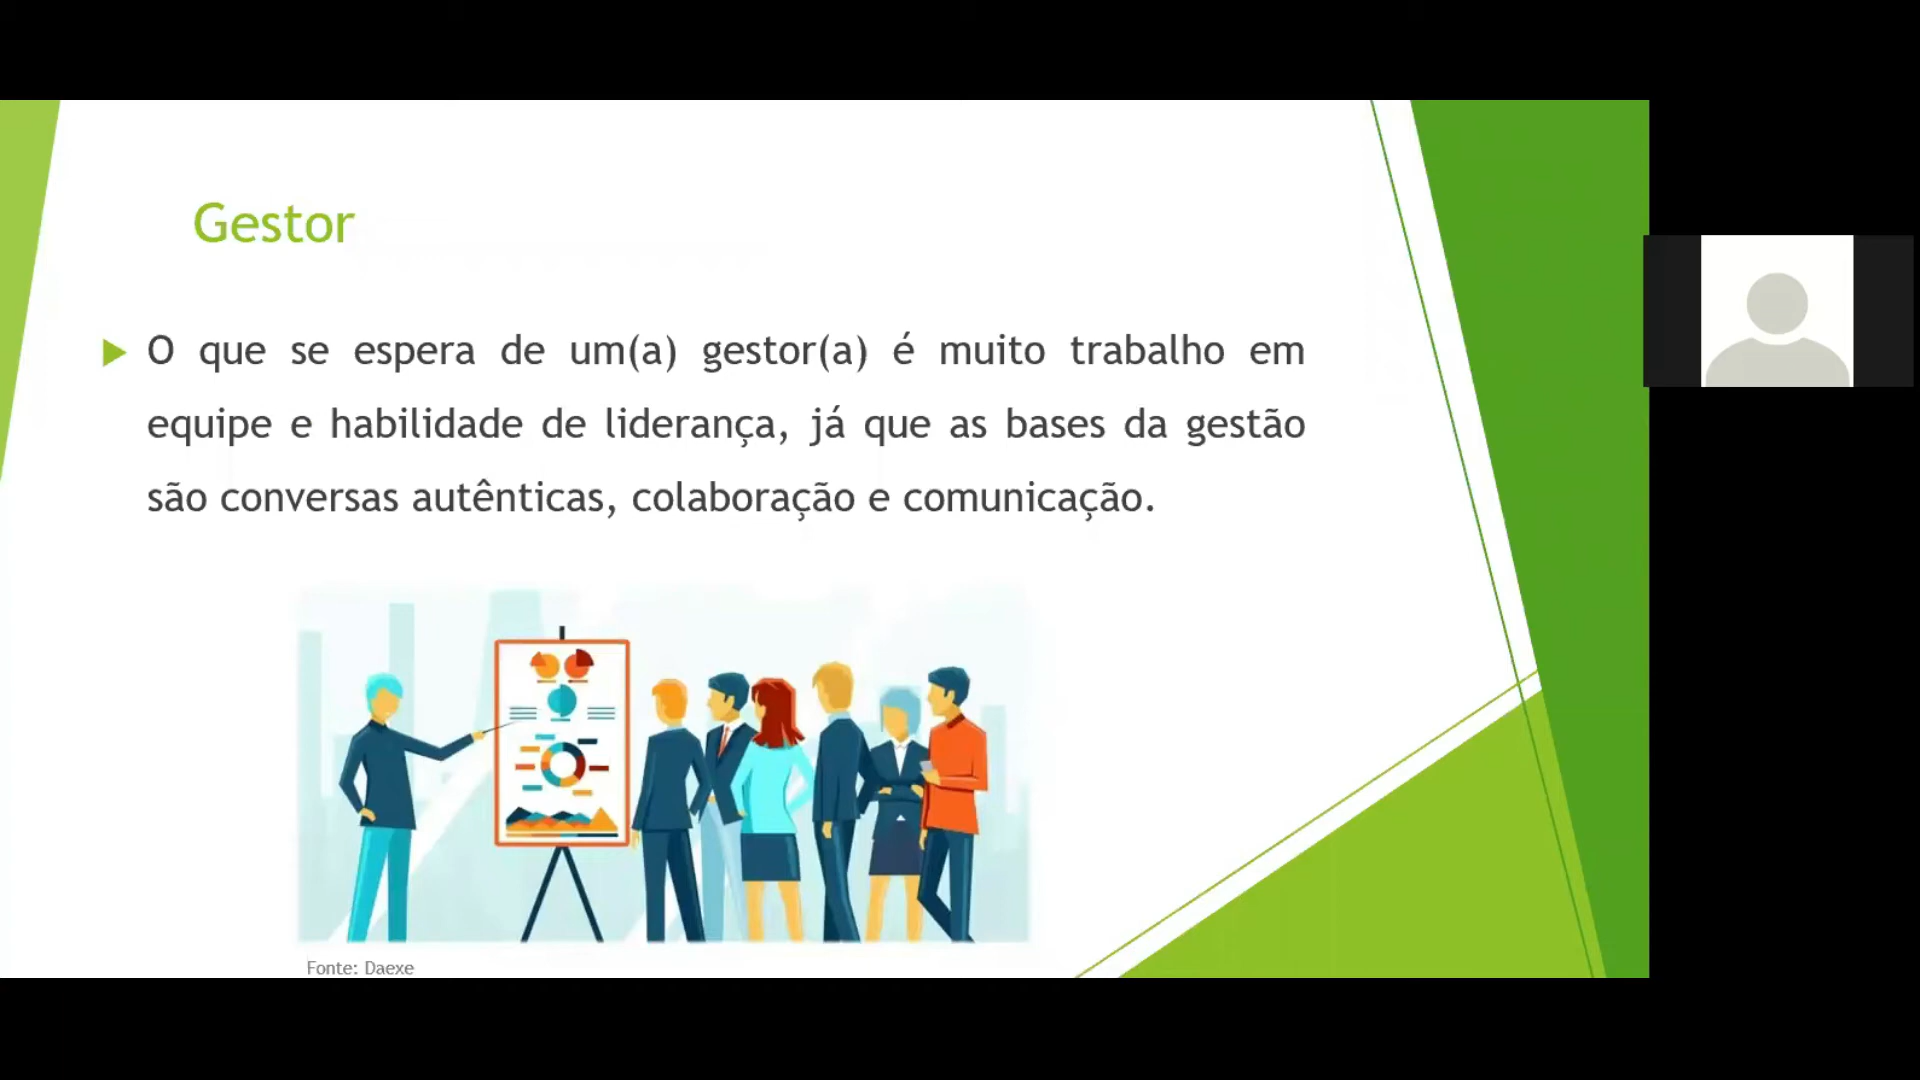 Gestor
O que se espera de um(a) gestor(a) é muito trabalho em
equipe e habilidade de liderança, já que as bases da gestão
são conversas autênticas, colaboração e comunicação.
Fonte: Daexe